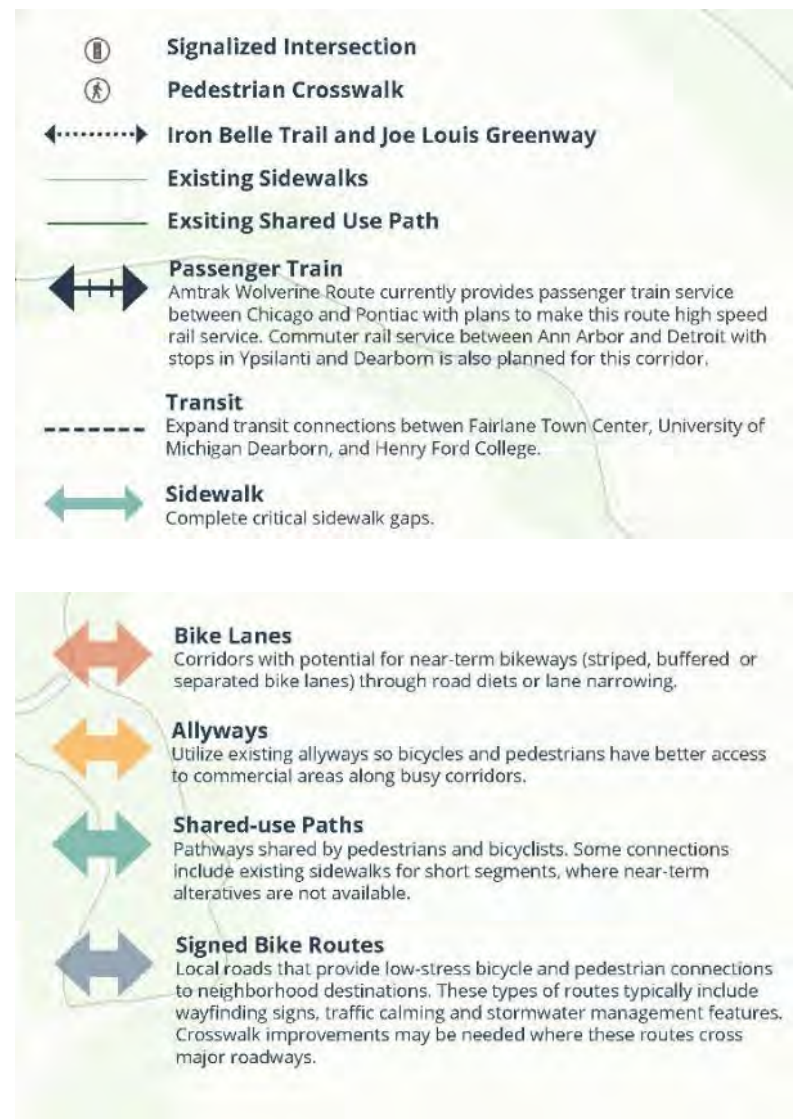 Signalized Intersection
Pedestrian Crosswalk
Iron Belle Trail and Joe Louis Greenway
Existing Sidewalks
Exsiting Shared Use Path
Passenger Train
Amtrak Wolverine Route currently provides passenger train service
between Chicago and Pontiac with plans to make this route high speed
rail service. Commuter rail service between Ann Arbor and Detroit with
stops in Ypsilanti and Dearborn is also planned for this corridor.
Transit
Expand transit connections betwen Fairlane Town Center, University of
Michigan Dearborn, and Henry Ford College.
Sidewalk
Complete critical sidewalk gaps.
Bike Lanes
Corridors with potential for near-term bikeways (striped, buffered or
separated bike lanes) through road diets or lane narrowing.
Allyways
Utilize existing allyways so bicycles and pedestrians have better access
to commercial areas along busy corridors.
Shared-use Paths
Pathways shared by pedestrians and bicyclists. Some connections
include existing sidewalks for short segments, where near-term
alteratives are not available.
Signed Bike Routes
Local roads that provide low-stress bicycle and pedestrian connections
to neighborhood destinations. These types of routes typically include
wayfinding signs, traffic calming and stormwater management features.
Crosswalk improvements may be needed where these routes cross
major roadways.